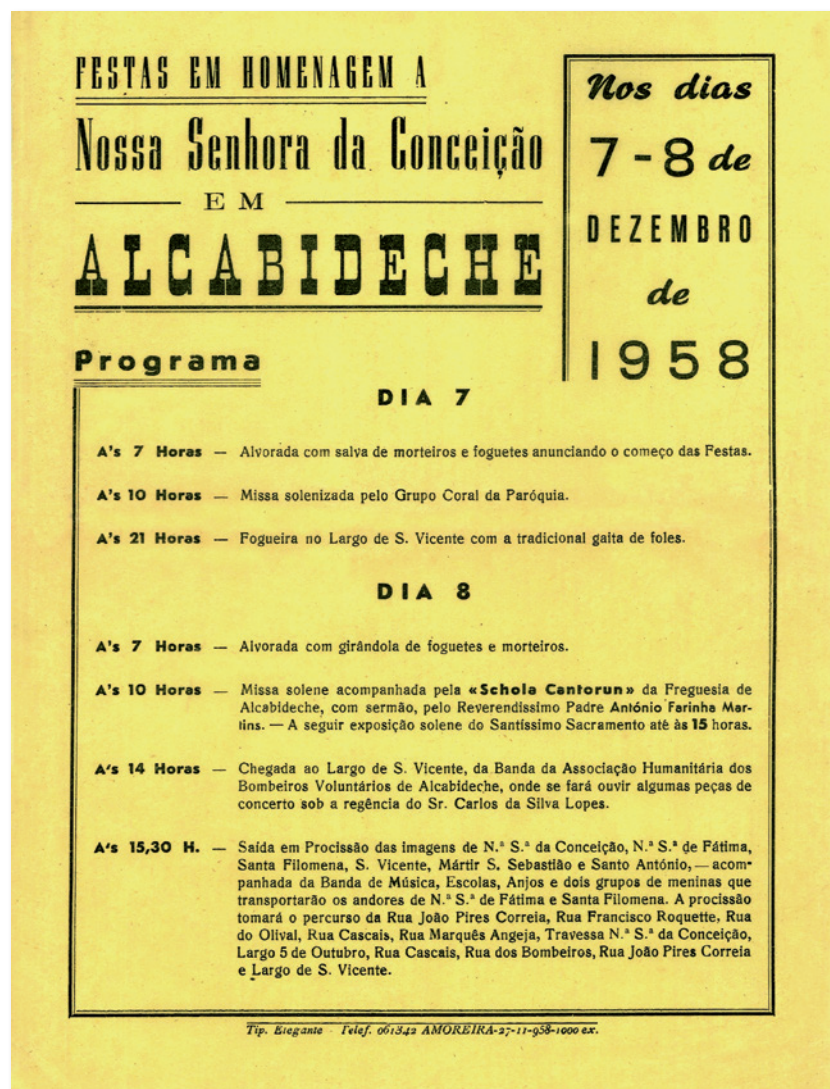 FESTAS EM HOMENAGEM A
Nossa Senhora da Conceição
EM
ALCABIDECHE
Nos dias
7 - 8 de
DEZEMBRO
de
1958
Programa
DIA 7
A's 7 Horas — Alvorada com salva de morteiros e foguetes anunciando o começo das Festas.
A's 10 Horas — Missa solenizada pelo Grupo Coral da Paróquia.
A's 21 Horas — Fogueira no Largo de S. Vicente com a tradicional gaita de foles.
DIA 8
A's 7 Horas — Alvorada com girândola de foguetes e morteiros.
A's 10 Horas — Missa solene acompanhada pela «Schola Cantorun» da Freguesia de
Alcabideche, com sermão, pelo Reverendissimo Padre António Farinha Mar-
tins. — A seguir exposição solene do Santíssimo Sacramento até às 15 horas.
A's 14 Horas — Chegada ao Largo de S. Vicente, da Banda da Associação Humanitária dos
Bombeiros Voluntários de Alcabideche, onde se fará ouvir algumas peças de
concerto sob a regência do Sr. Carlos da Silva Lopes.
A's 15,30 H. — Saída em Procissão das imagens de N.ª S.ª da Conceição, N.ª S.ª de Fátima,
Santa Filomena, S. Vicente, Mártir S. Sebastião e Santo António, — acom-
panhada da Banda de Música, Escolas, Anjos e dois grupos de meninas que
transportarão os andores de N.ª S.ª de Fátima e Santa Filomena. A procissão
tomará o percurso da Rua João Pires Correia, Rua Francisco Roquette, Rua
do Olival, Rua Cascais, Rua Marquês Angeja, Travessa N.ª S.ª da Conceição,
Largo 5 de Outubro, Rua Cascais, Rua dos Bombeiros, Rua João Pires Correia
e Largo de S. Vicente.
Tip. Elegante - Telef. 061342 AMOREIRA-27-11-958-1000 ex.